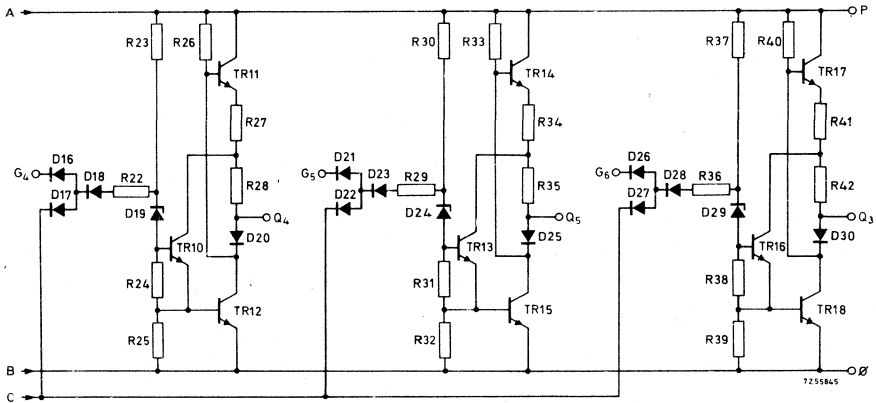 A P
R23 R26 R30 R33 R37 R40
TR11 TR14 TR17
R27 R34 R41
D16 D21 D26
G4 D18 R22 G5 D23 R29 G6 D28 R36
D17 R28 D22 R35 D27 R42
D19 Q4 D24 Q5 D29 Q3
TR10 D20 TR13 D25 TR16 D30
R24 R31 R38
TR12 TR15 TR18
R25 R32 R39
B Ø
7Z55845
C